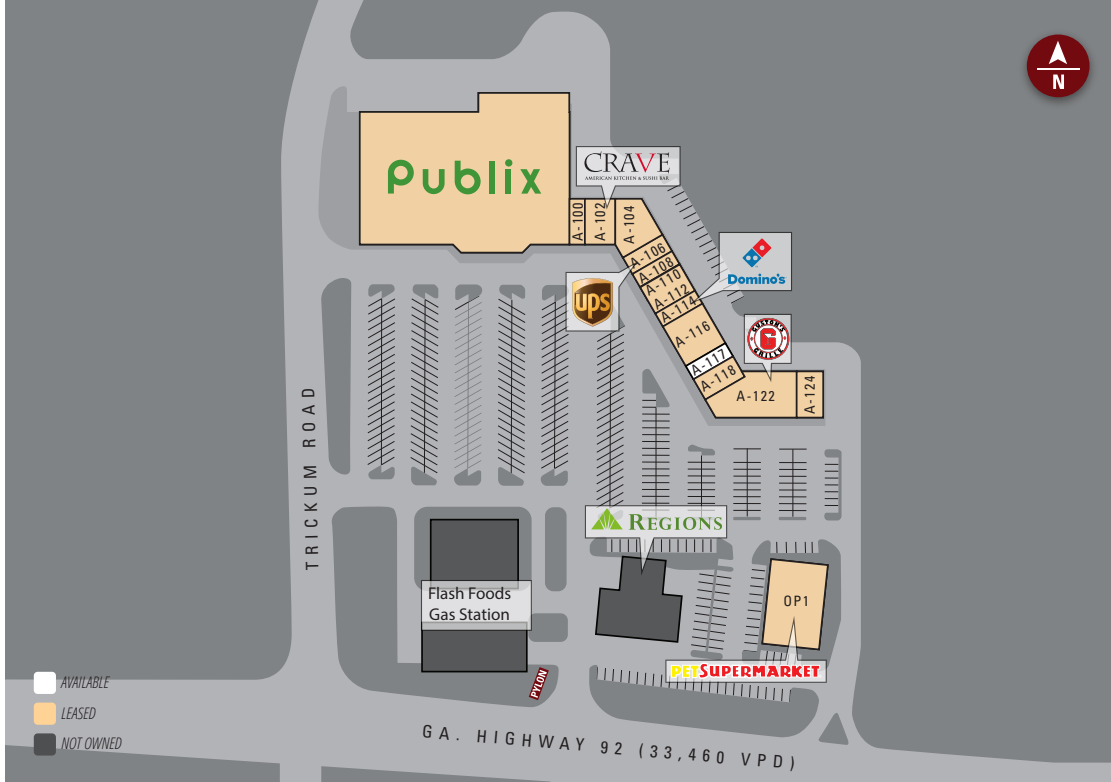 N
Publix
CRAVE
AMERICAN KITCHEN & SUSHI BAR
A-100
A-102
A-104
A-106
A-108
A-110
A-112
A-114
A-116
A-117
A-118
A-122
A-124
ups
Domino's
G
GRILLE
TRICKUM ROAD
REGIONS
Flash Foods
Gas Station
OP1
PETSUPERMARKET
PYLON
AVAILABLE
LEASED
NOT OWNED
GA. HIGHWAY 92 (33,460 VPD)